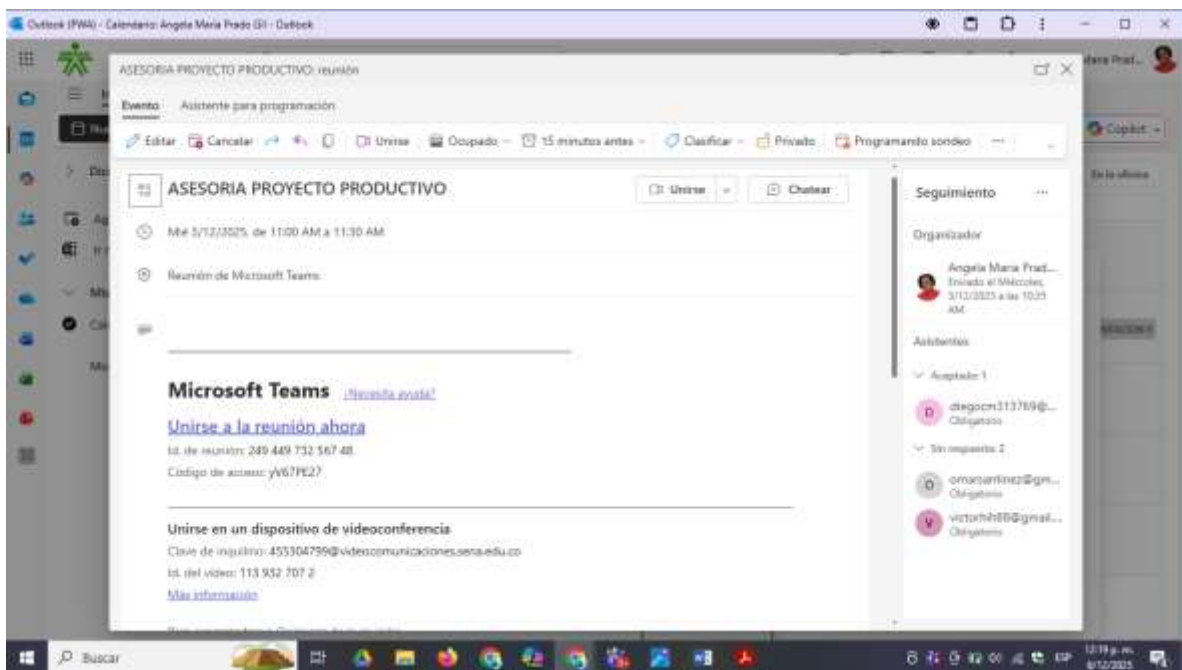 Outlook (PWA) - Calendario: Angela Maria Prado Gil - Outlook
ASESORIA PROYECTO PRODUCTIVO: reunión
Evento Asistente para programación
Editar Cancelar Unirse Ocupado 15 minutos antes Clasificar Privado Programando sondeo
Copilot
ASESORIA PROYECTO PRODUCTIVO
Unirse Chatear
Mié 3/12/2025, de 11:00 AM a 11:30 AM
Reunión de Microsoft Teams
Microsoft Teams ¿Necesita ayuda?
Unirse a la reunión ahora
Id. de reunión: 249 449 732 567 48
Código de acceso: yV67PE27
Unirse en un dispositivo de videoconferencia
Clave de inquilino: 455304799@videocomunicaciones.sena.edu.co
Id. del vídeo: 113 932 707 2
Más información
Seguimiento
Organizador
Angela Maria Prad...
Enviado el Miércoles,
3/12/2025 a las 10:35
AM
Asistentes
Aceptado: 1
D diegocm313769@...
Obligatorio
Sin respuesta: 2
O omarsantinez@gm...
Obligatorio
V victorhh88@gmail...
Obligatorio
En la oficina
Buscar
ESP
12:19 p. m.
6/12/2025